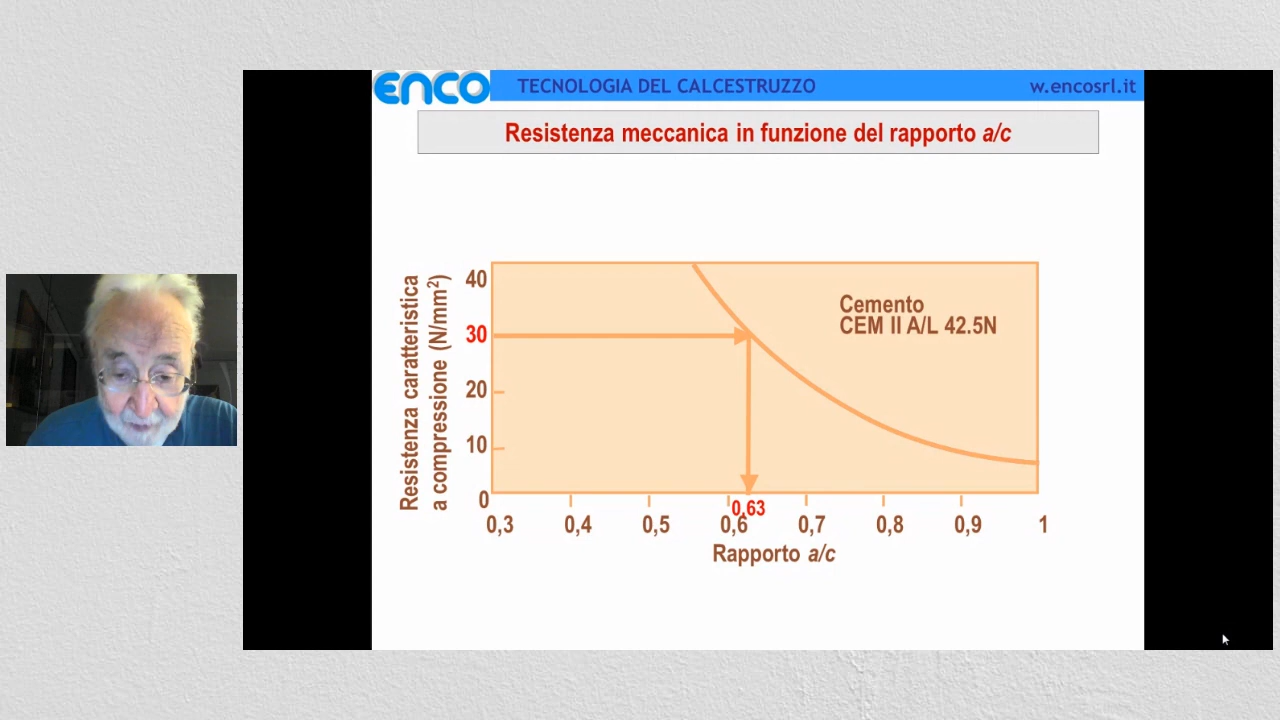 enco
TECNOLOGIA DEL CALCESTRUZZO
w.encosrl.it
Resistenza meccanica in funzione del rapporto a/c
Resistenza caratteristica
a compressione (N/mm²)
40
30
20
10
0
Cemento
CEM II A/L 42.5N
0,63
0,3 0,4 0,5 0,6 0,7 0,8 0,9 1
Rapporto a/c